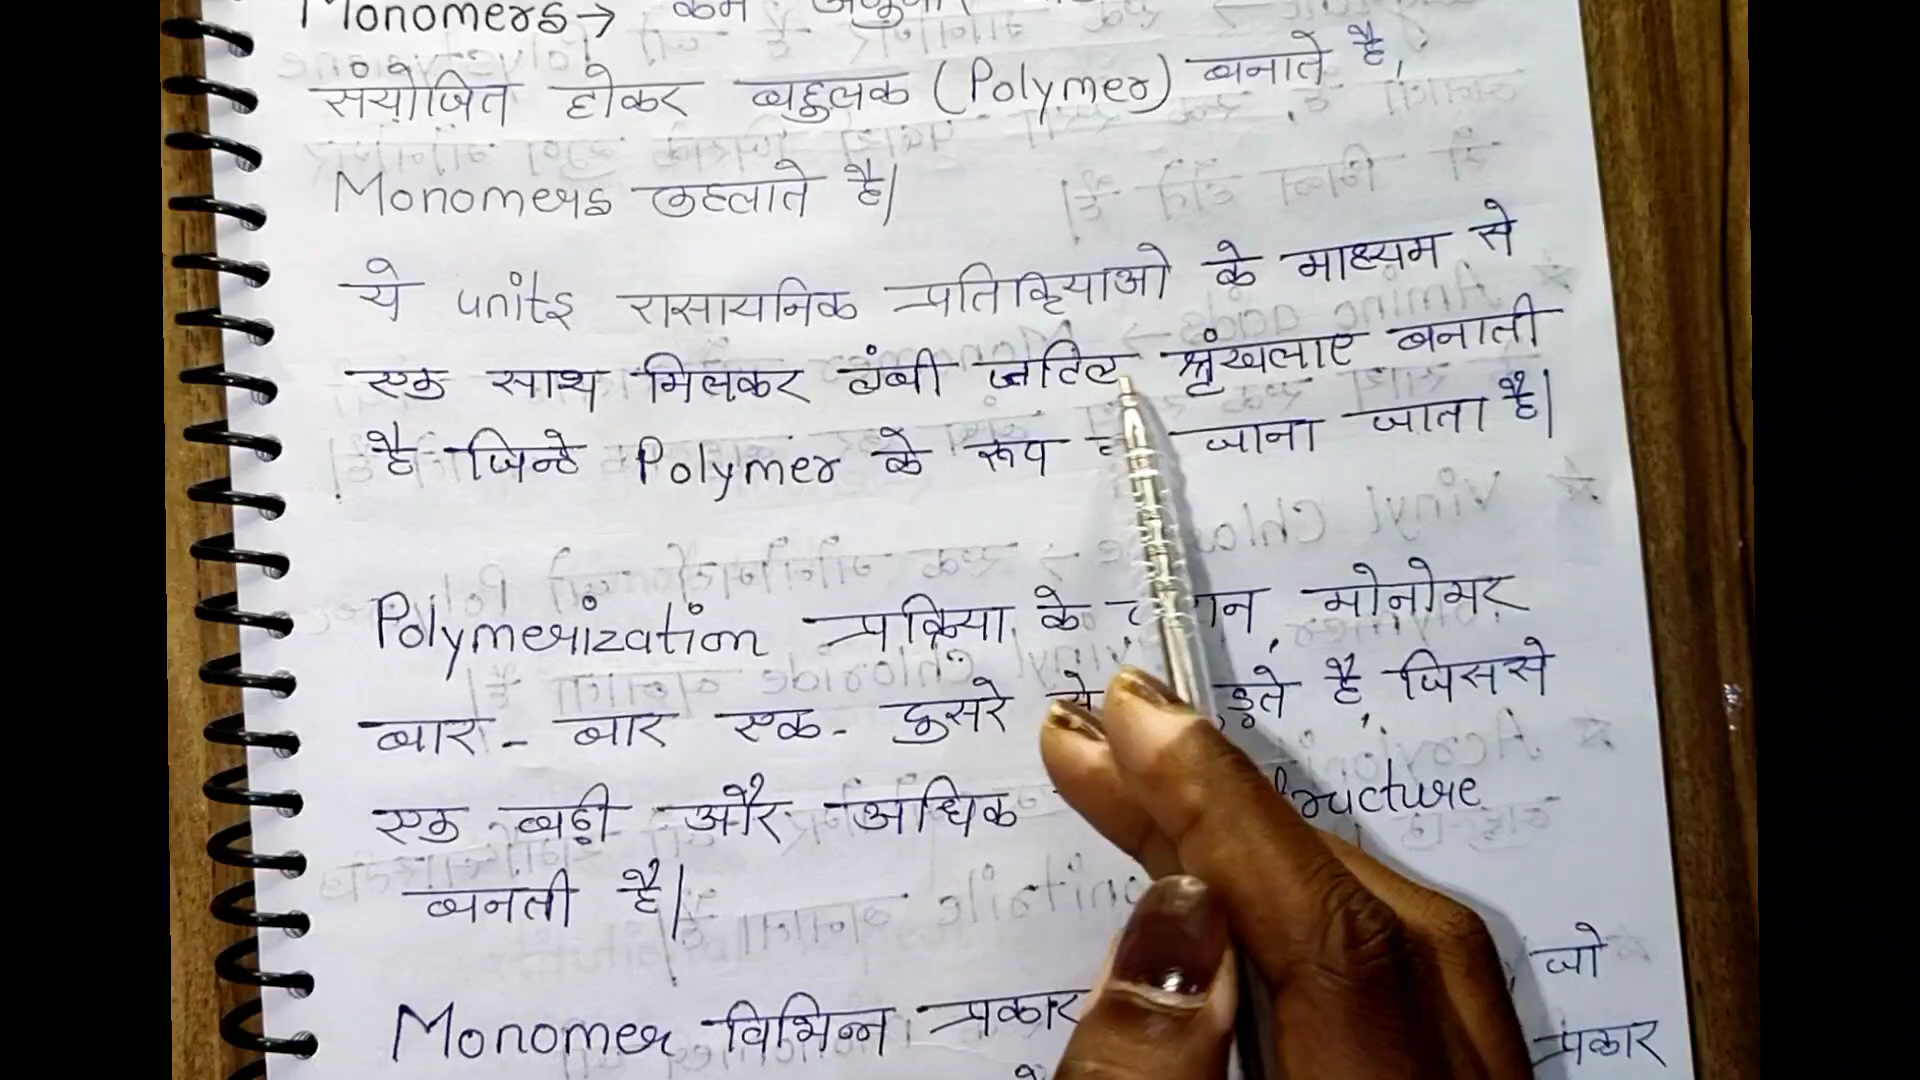 Monomers → कम
संयोजित होकर बहुलक (Polymer) बनाते है,
Monomers कहलाते है।
ये units रासायनिक प्रतिक्रियाओ के माध्यम से
एक साथ मिलकर लंबी जटिल श्रृंखलाए बनाती
है जिन्हे Polymer के रूप जाना जाता है।
Polymerization प्रक्रिया के मोनोमर
बार - बार एक - दुसरे है, जिससे
एक बड़ी और अधिक structure
बनती है।
जो
Monomer विभिन्न प्रकार प्रकार